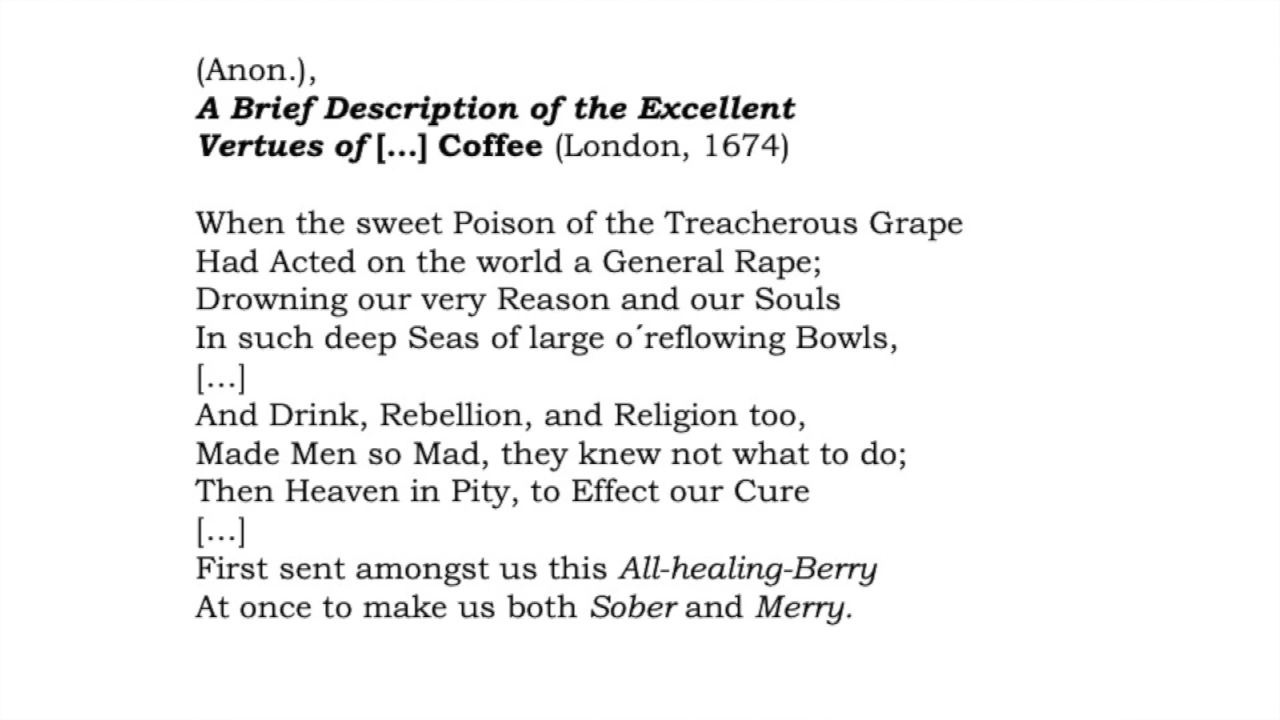 (Anon.),
A Brief Description of the Excellent
Vertues of [...] Coffee (London, 1674)
When the sweet Poison of the Treacherous Grape
Had Acted on the world a General Rape;
Drowning our very Reason and our Souls
In such deep Seas of large o´reflowing Bowls,
[...]
And Drink, Rebellion, and Religion too,
Made Men so Mad, they knew not what to do;
Then Heaven in Pity, to Effect our Cure
[...]
First sent amongst us this All-healing-Berry
At once to make us both Sober and Merry.